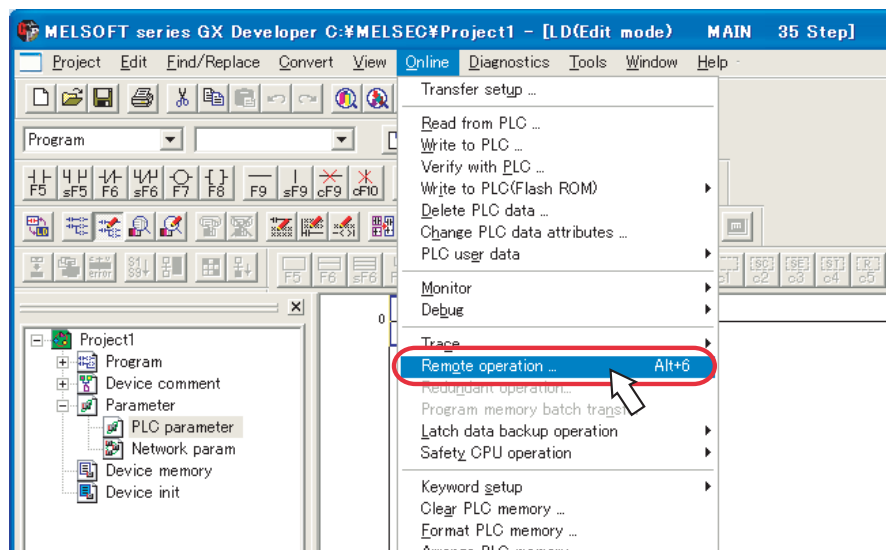 MELSOFT series GX Developer C:¥MELSEC¥Project1 - [LD(Edit mode) MAIN 35 Step]
Project Edit Find/Replace Convert View Online Diagnostics Tools Window Help
Transfer setup ...
Read from PLC ...
Program
Write to PLC ...
Verify with PLC ...
F5 sF5 F6 sF6 F7 F8 F9 sF9 cF9 cF10
Write to PLC(Flash ROM)
Delete PLC data ...
Change PLC data attributes ...
PLC user data
error
F5 F6 sF6
c1 c2 c3 c4 c5
Monitor
Debug
0
Trace
Project1
Remote operation ... Alt+6
Program
Redundant operation...
Device comment
Program memory batch transf
Parameter
PLC parameter
Latch data backup operation
Network param
Safety CPU operation
Device memory
Device init
Keyword setup
Clear PLC memory ...
Format PLC memory ...
Arrange PLC memory